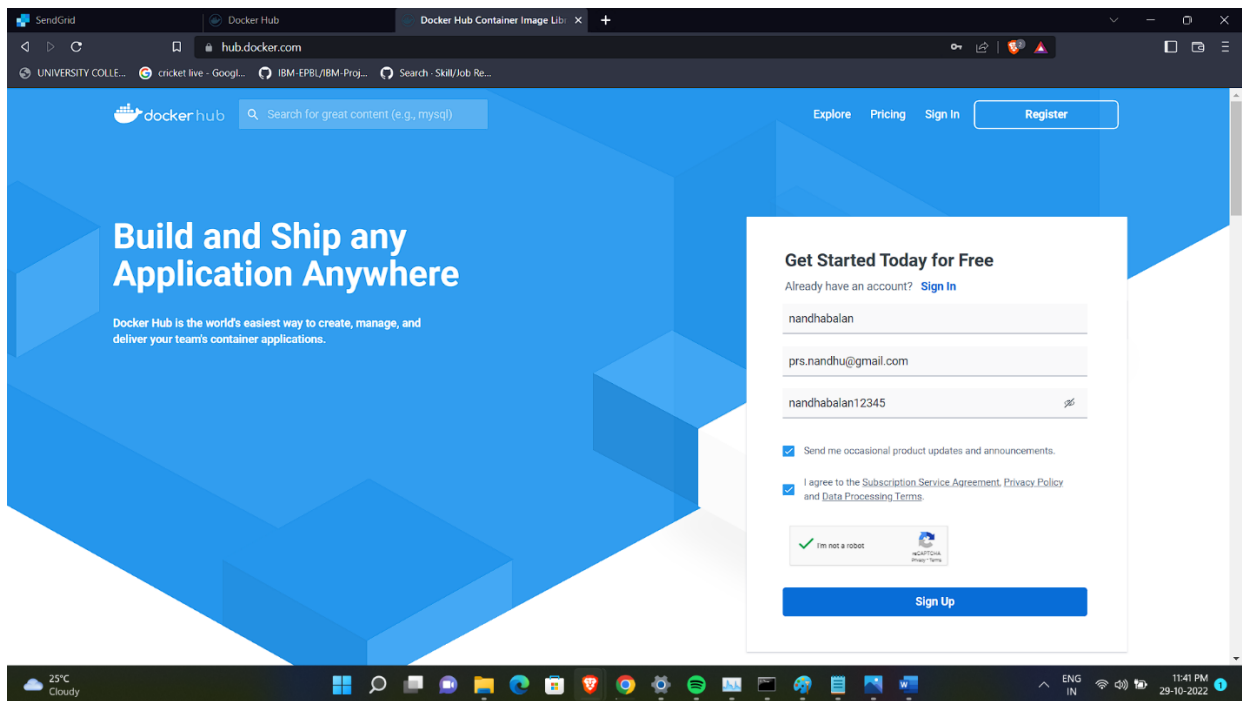 SendGrid
Docker Hub
Docker Hub Container Image Libr
hub.docker.com
UNIVERSITY COLLE...
cricket live - Googl...
IBM-EPBL/IBM-Proj...
Search · Skill/Job Re...
docker hub
Search for great content (e.g., mysql)
Explore
Pricing
Sign In
Register
Build and Ship any
Application Anywhere
Docker Hub is the world's easiest way to create, manage, and
deliver your team's container applications.
Get Started Today for Free
Already have an account? Sign In
nandhabalan
prs.nandhu@gmail.com
nandhabalan12345
Send me occasional product updates and announcements.
I agree to the Subscription Service Agreement, Privacy Policy
and Data Processing Terms.
I'm not a robot
reCAPTCHA
Privacy - Terms
Sign Up
25°C
Cloudy
ENG
IN
11:41 PM
29-10-2022
1